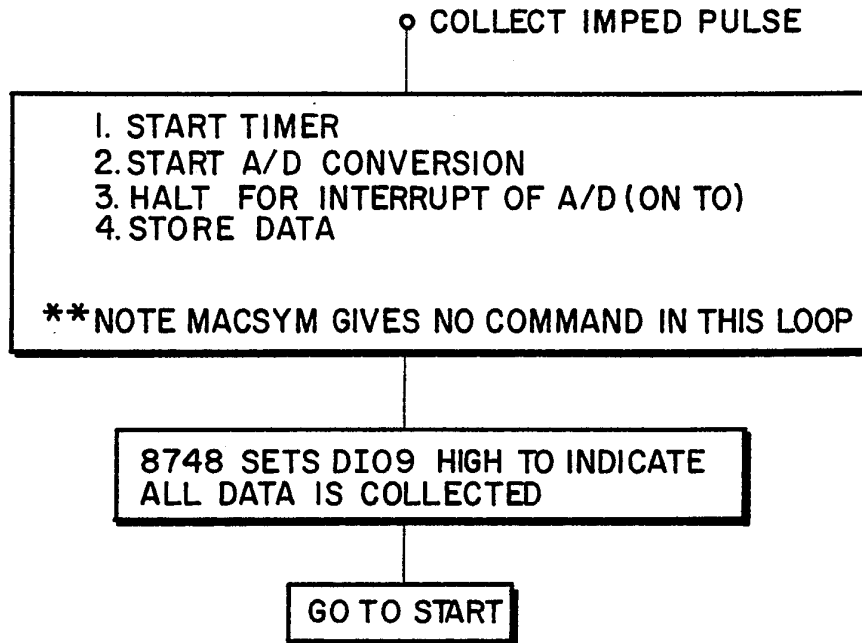 COLLECT IMPED PULSE
1. START TIMER
2. START A/D CONVERSION
3. HALT FOR INTERRUPT OF A/D (ON TO)
4. STORE DATA
**NOTE MACSYM GIVES NO COMMAND IN THIS LOOP
8748 SETS DIO9 HIGH TO INDICATE
ALL DATA IS COLLECTED
GO TO START